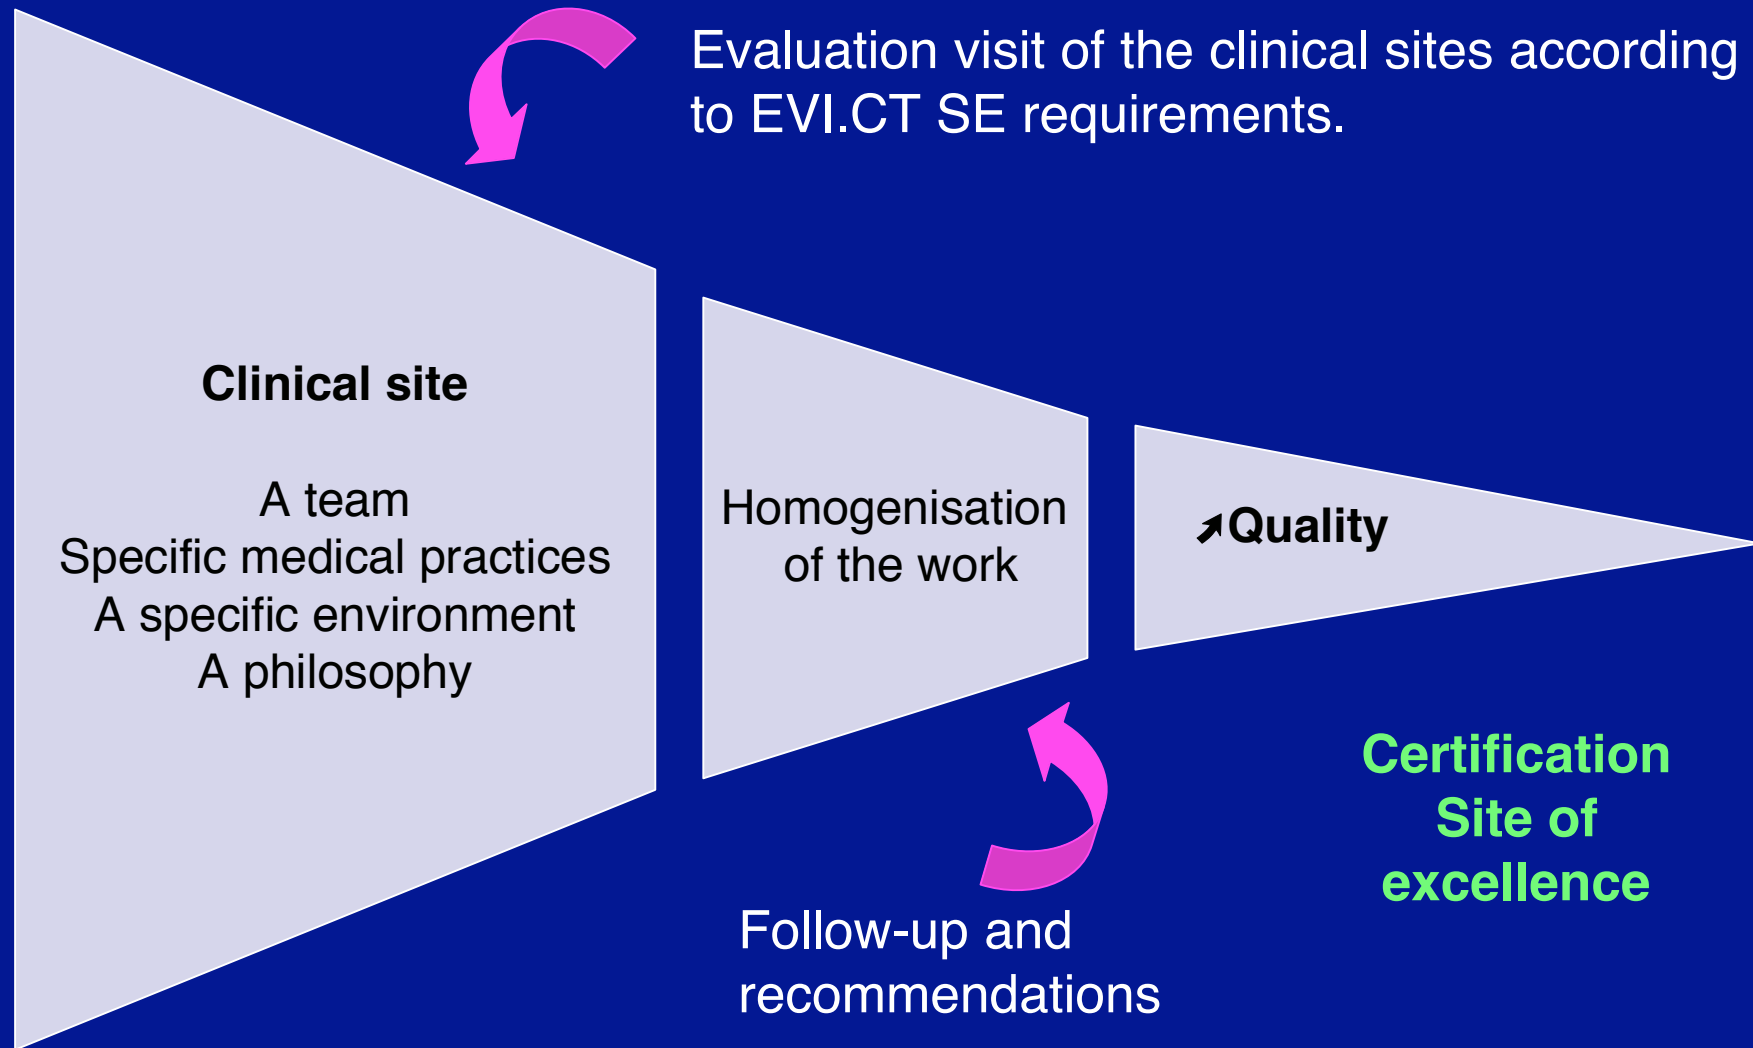 Evaluation visit of the clinical sites according
to EVI.CT SE requirements.
Clinical site
A team
Specific medical practices
A specific environment
A philosophy
Homogenisation
of the work
↗Quality
Certification
Site of
excellence
Follow-up and
recommendations